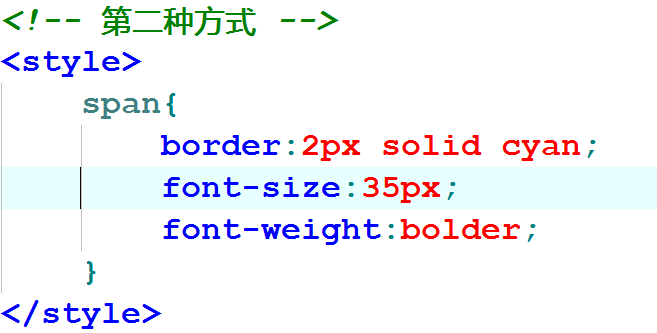 <!-- 第二种方式 -->
<style>
span{
border:2px solid cyan;
font-size:35px;
font-weight:bolder;
}
</style>